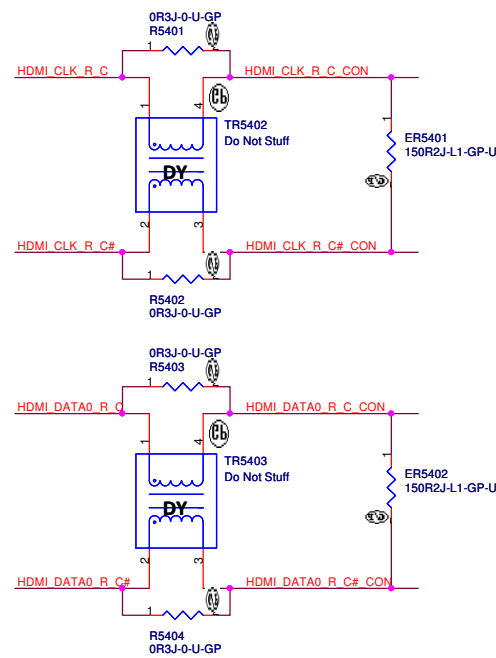 0R3J-0-U-GP
R5401
1
HDMI_CLK_R_C
HDMI_CLK_R_C_CON
1
4
TR5402
Do Not Stuff
DY
1
ER5401
150R2J-L1-GP-U
2
3
HDMI_CLK_R_C#
HDMI_CLK_R_C#_CON
1
R5402
0R3J-0-U-GP
0R3J-0-U-GP
R5403
1
HDMI_DATA0_R_C
HDMI_DATA0_R_C_CON
1
4
TR5403
Do Not Stuff
DY
1
ER5402
150R2J-L1-GP-U
2
3
HDMI_DATA0_R_C#
HDMI_DATA0_R_C#_CON
1
R5404
0R3J-0-U-GP